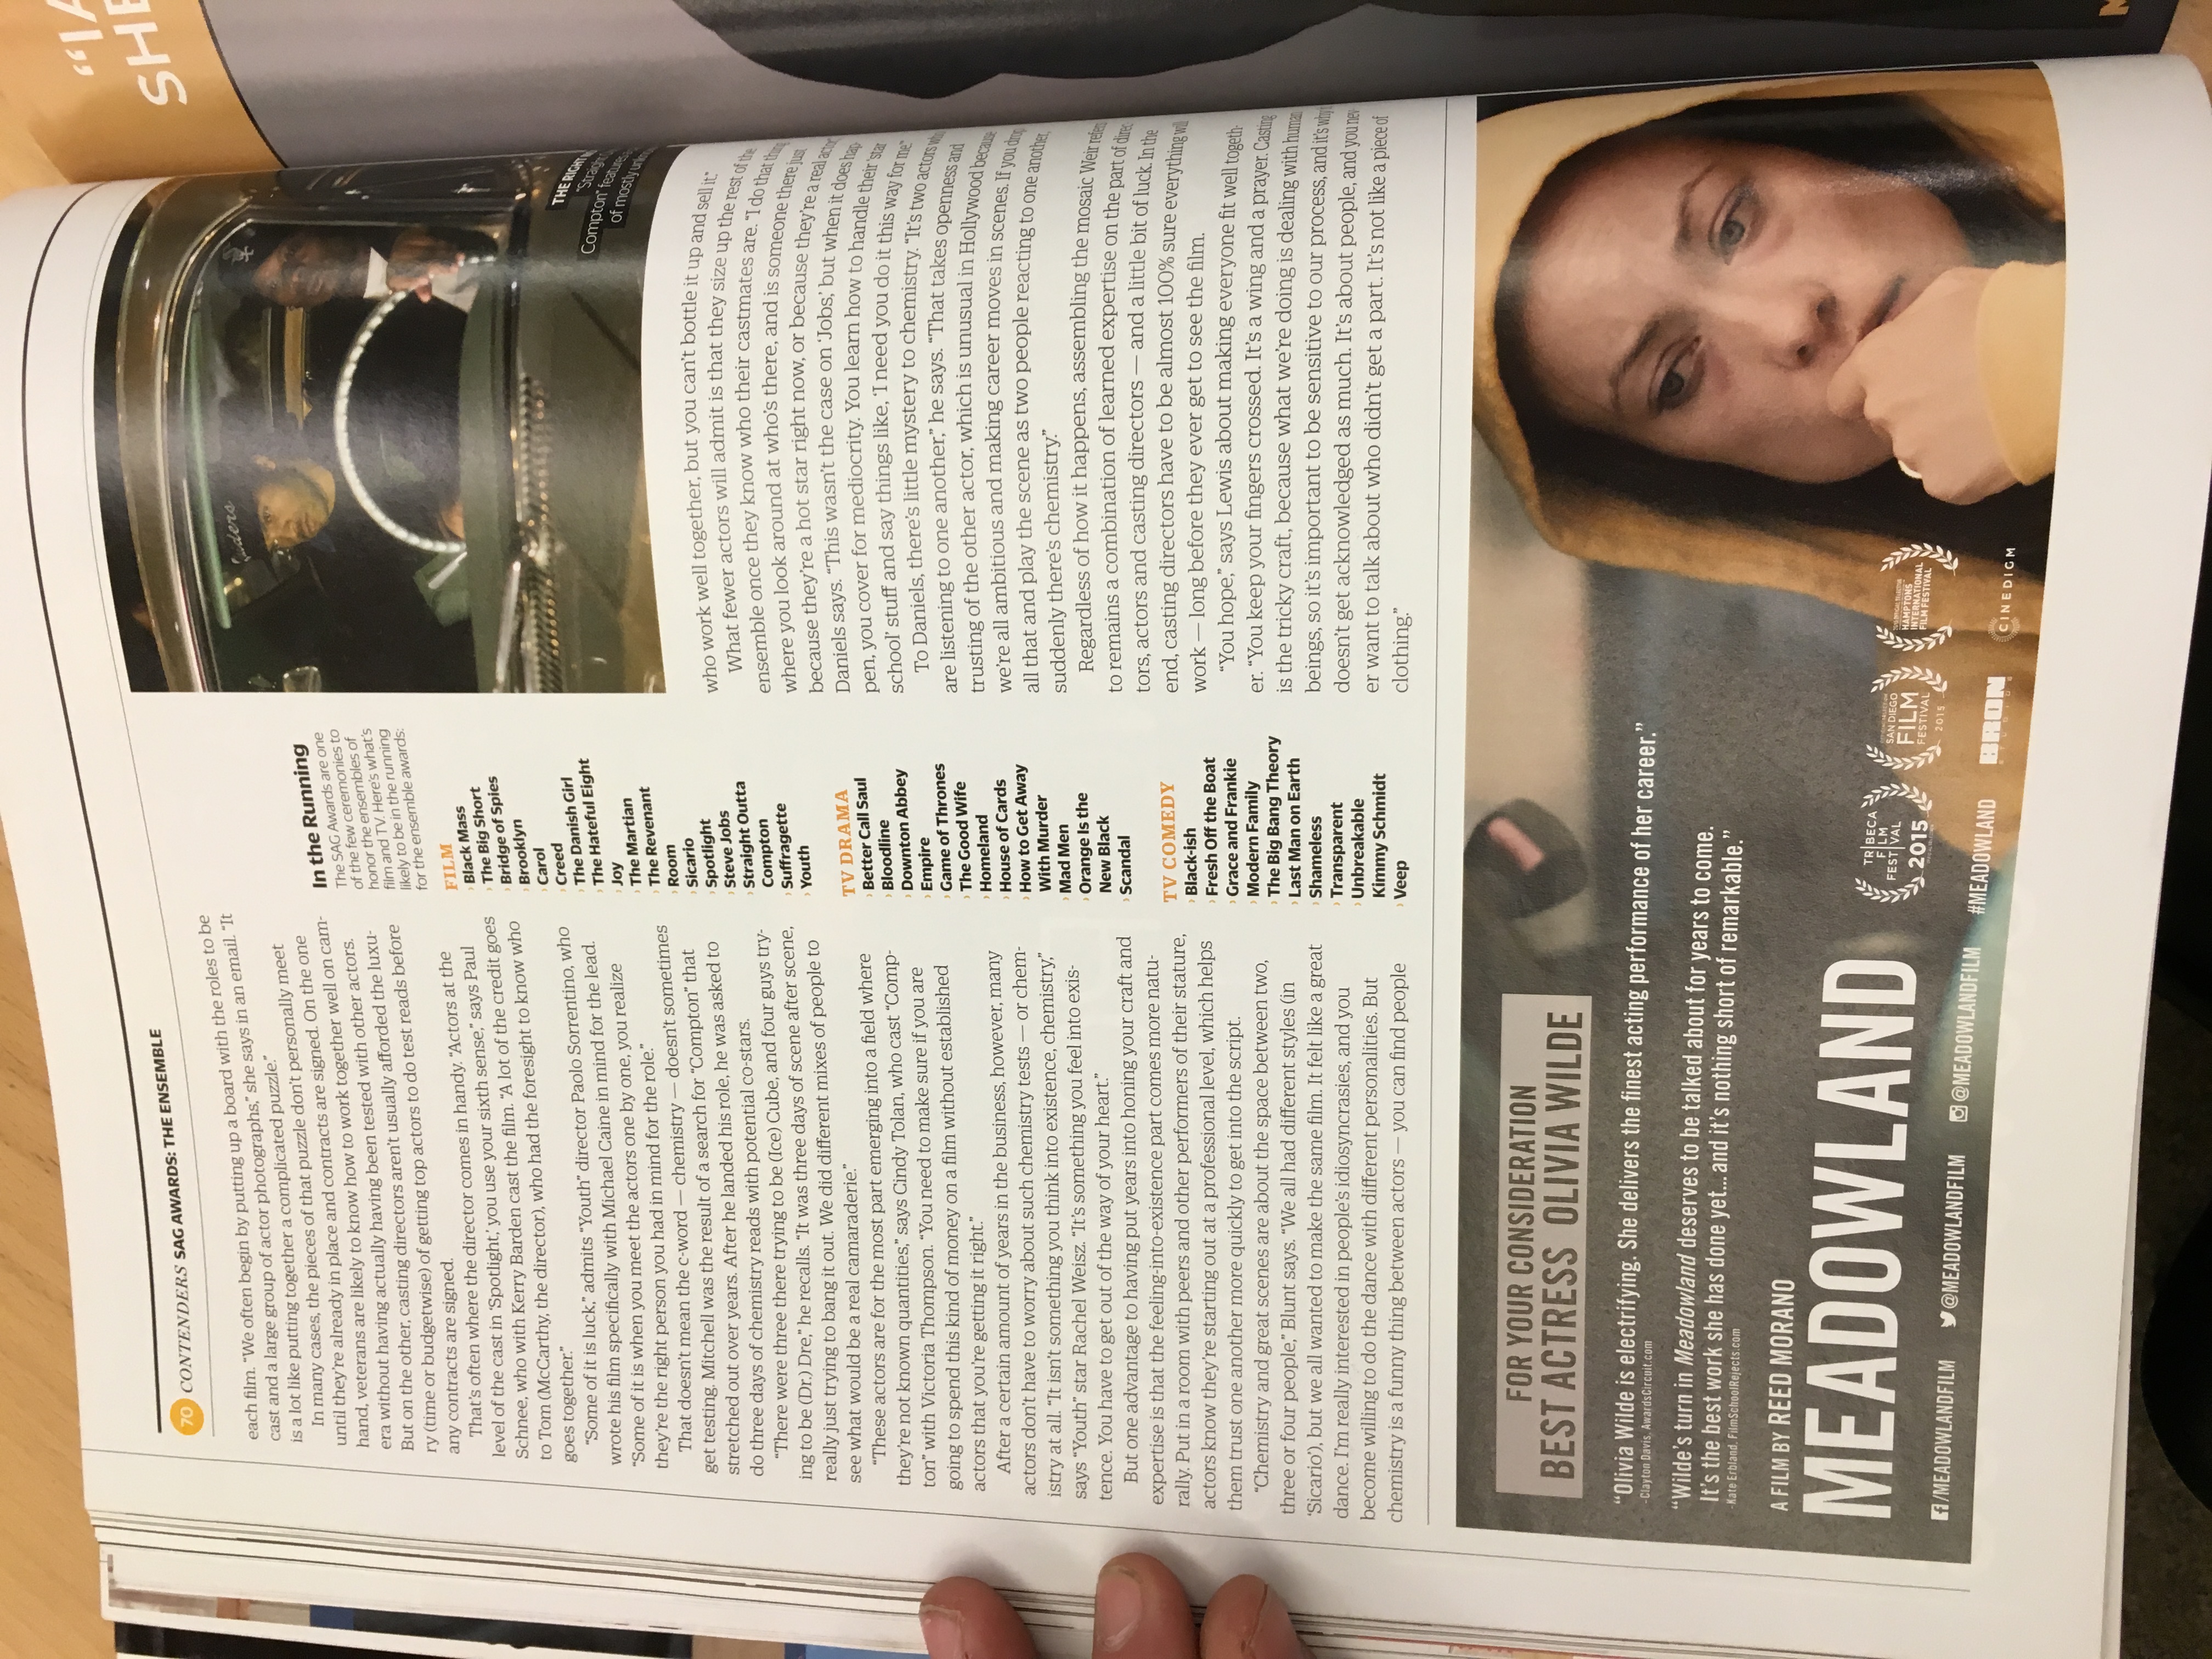 70 CONTENDERS SAG AWARDS: THE ENSEMBLE
each film. “We often begin by putting up a board with the roles to be
cast and a large group of actor photographs,” she says in an email. “It
is a lot like putting together a complicated puzzle.”
In many cases, the pieces of that puzzle don’t personally meet
until they’re already in place and contracts are signed. On the one
hand, veterans are likely to know how to work together well on cam-
era without having actually having been tested with other actors.
But on the other, casting directors aren’t usually afforded the luxu-
ry (time or budgetwise) of getting top actors to do test reads before
any contracts are signed.
That’s often where the director comes in handy. “Actors at the
level of the cast in ‘Spotlight,’ you use your sixth sense,” says Paul
Schnee, who with Kerry Barden cast the film. “A lot of the credit goes
to Tom (McCarthy, the director), who had the foresight to know who
goes together.”
“Some of it is luck,” admits “Youth” director Paolo Sorrentino, who
wrote his film specifically with Michael Caine in mind for the lead.
“Some of it is when you meet the actors one by one, you realize
they’re the right person you had in mind for the role.”
That doesn’t mean the c-word — chemistry — doesn’t sometimes
get testing. Mitchell was the result of a search for “Compton” that
stretched out over years. After he landed his role, he was asked to
do three days of chemistry reads with potential co-stars.
“There were three there trying to be (Ice) Cube, and four guys try-
ing to be (Dr.) Dre,” he recalls. “It was three days of scene after scene,
really just trying to bang it out. We did different mixes of people to
see what would be a real camaraderie.”
“These actors are for the most part emerging into a field where
they’re not known quantities,” says Cindy Tolan, who cast “Comp-
ton” with Victoria Thompson. “You need to make sure if you are
going to spend this kind of money on a film without established
actors that you’re getting it right.”
After a certain amount of years in the business, however, many
actors don’t have to worry about such chemistry tests — or chem-
istry at all. “It isn’t something you think into existence, chemistry,”
says “Youth” star Rachel Weisz. “It’s something you feel into exis-
tence. You have to get out of the way of your heart.”
But one advantage to having put years into honing your craft and
expertise is that the feeling-into-existence part comes more natu-
rally. Put in a room with peers and other performers of their stature,
actors know they’re starting out at a professional level, which helps
them trust one another more quickly to get into the script.
“Chemistry and great scenes are about the space between two,
three or four people,” Blunt says. “We all had different styles (in
‘Sicario’), but we all wanted to make the same film. It felt like a great
dance. I’m really interested in people’s idiosyncrasies, and you
become willing to do the dance with different personalities. But
chemistry is a funny thing between actors — you can find people
In the Running
The SAG Awards are one
of the few ceremonies to
honor the ensembles of
film and TV. Here’s what’s
likely to be in the running
for the ensemble awards:
FILM
› Black Mass
› The Big Short
› Bridge of Spies
› Brooklyn
› Carol
› Creed
› The Danish Girl
› The Hateful Eight
› Joy
› The Martian
› The Revenant
› Room
› Sicario
› Spotlight
› Steve Jobs
› Straight Outta
Compton
› Suffragette
› Youth
TV DRAMA
› Better Call Saul
› Bloodline
› Downton Abbey
› Empire
› Game of Thrones
› The Good Wife
› Homeland
› House of Cards
› How to Get Away
With Murder
› Mad Men
› Orange Is the
New Black
› Scandal
TV COMEDY
› Black-ish
› Fresh Off the Boat
› Grace and Frankie
› Modern Family
› The Big Bang Theory
› Last Man on Earth
› Shameless
› Transparent
› Unbreakable
Kimmy Schmidt
› Veep
THE RIGHT
“Straight
Compton” features
of mostly
who work well together, but you can’t bottle it up and sell it.”
What fewer actors will admit is that they size up the rest of the
ensemble once they know who their castmates are. “I do that thing
where you look around at who’s there, and is someone there just
because they’re a hot star right now, or because they’re a real actor,”
Daniels says. “This wasn’t the case on ‘Jobs,’ but when it does hap-
pen, you cover for mediocrity. You learn how to handle their ‘star
school’ stuff and say things like, ‘I need you do it this way for me.’”
To Daniels, there’s little mystery to chemistry. “It’s two actors who
are listening to one another,” he says. “That takes openness and
trusting of the other actor, which is unusual in Hollywood because
we’re all ambitious and making career moves in scenes. If you drop
all that and play the scene as two people reacting to one another,
suddenly there’s chemistry.”
Regardless of how it happens, assembling the mosaic Weir refers
to remains a combination of learned expertise on the part of direc-
tors, actors and casting directors — and a little bit of luck. In the
end, casting directors have to be almost 100% sure everything will
work — long before they ever get to see the film.
“You hope,” says Lewis about making everyone fit well togeth-
er. “You keep your fingers crossed. It’s a wing and a prayer. Casting
is the tricky craft, because what we’re doing is dealing with human
beings, so it’s important to be sensitive to our process, and it’s why it
doesn’t get acknowledged as much. It’s about people, and you nev-
er want to talk about who didn’t get a part. It’s not like a piece of
clothing.”
FOR YOUR CONSIDERATION
BEST ACTRESS OLIVIA WILDE
“Olivia Wilde is electrifying. She delivers the finest acting performance of her career.”
-Clayton Davis, AwardsCircuit.com
“Wilde’s turn in Meadowland deserves to be talked about for years to come.
It’s the best work she has done yet... and it’s nothing short of remarkable.”
-Kate Erbland, FilmSchoolRejects.com
A FILM BY REED MORANO
MEADOWLAND
TRIBECA
FILM
FESTIVAL
2015
SAN DIEGO
FILM
FESTIVAL
2015
HAMPTONS
INTERNATIONAL
FILM FESTIVAL
/MEADOWLANDFILM
@MEADOWLANDFILM
@MEADOWLANDFILM
#MEADOWLAND
BRON
STUDIOS
CINEDIGM
“IA
SHE